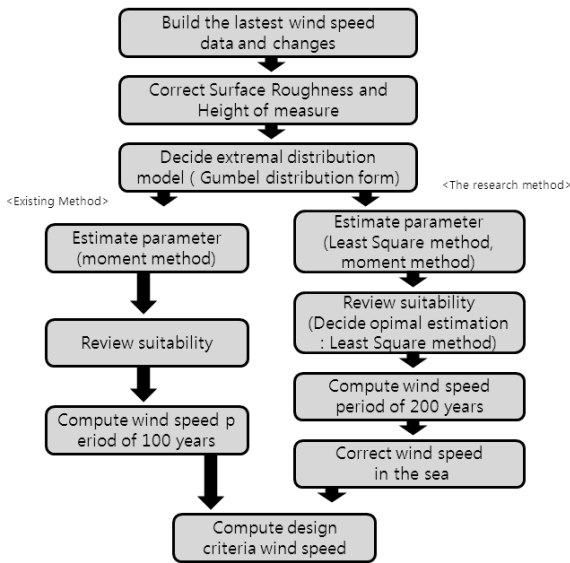 Build the lastest wind speed
data and changes
Correct Surface Roughness and
Height of measure
Decide extremal distribution
model ( Gumbel distribution form)
<Existing Method>
Estimate parameter
(moment method)
Review suitability
Compute wind speed p
eriod of 100 years
<The research method>
Estimate parameter
(Least Square method,
moment method)
Review suitability
(Decide opimal estimation
: Least Square method)
Compute wind speed
period of 200 years
Correct wind speed
in the sea
Compute design
criteria wind speed